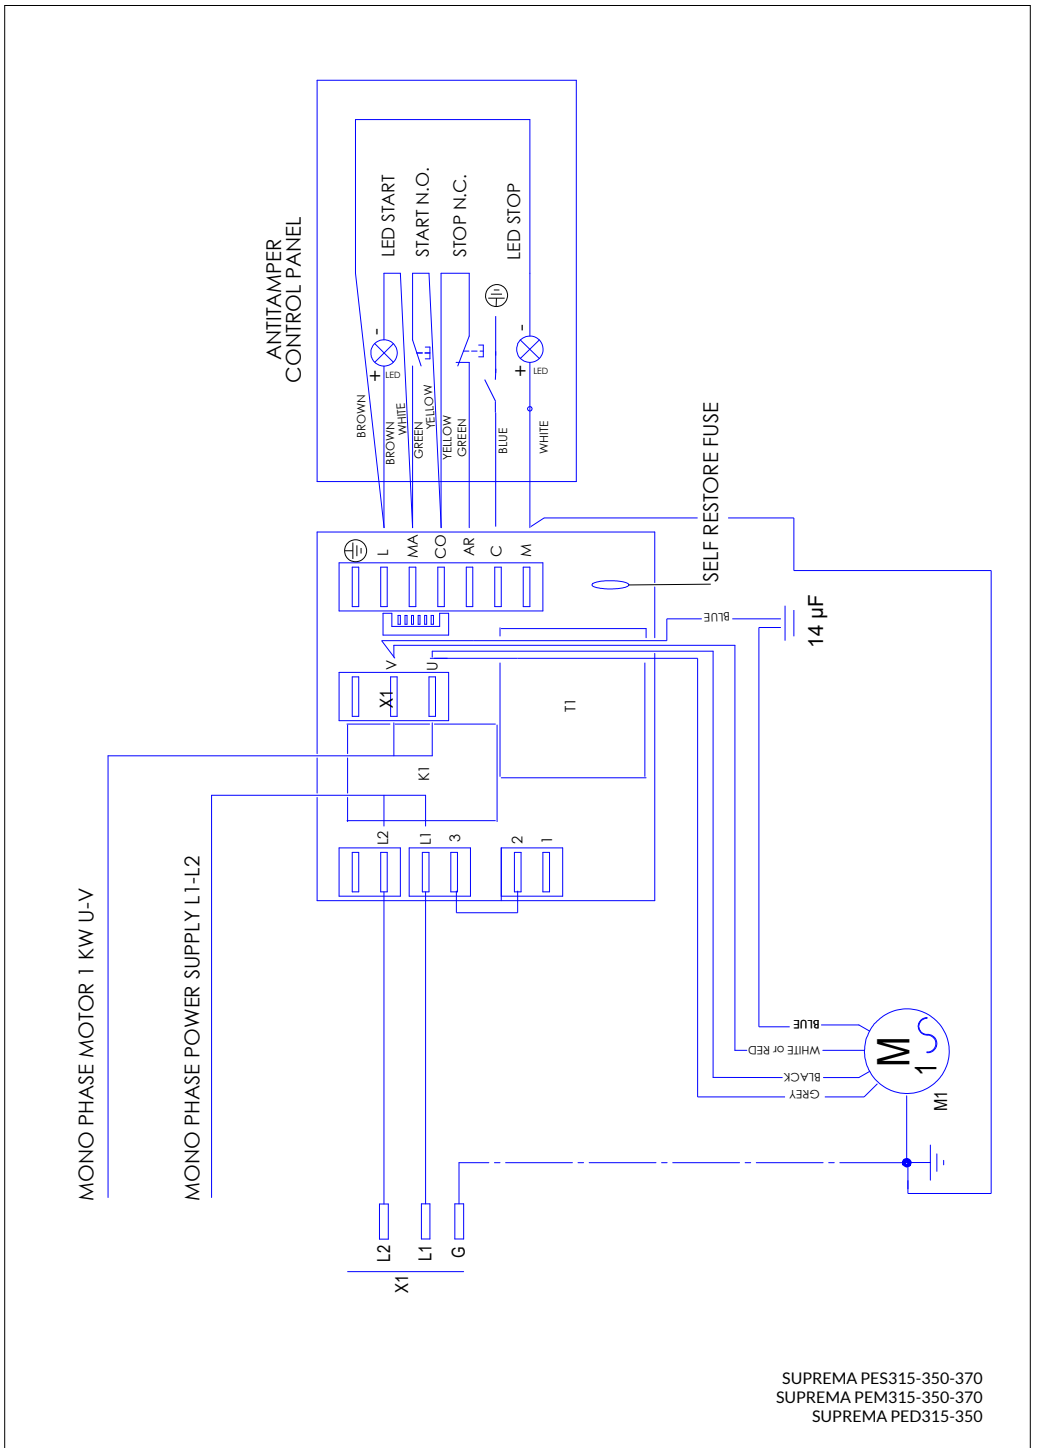 ANTITAMPER
CONTROL PANEL
LED START
START N.O.
STOP N.C.
LED STOP
+
-
LED
+
-
LED
BROWN
BROWN
WHITE
GREEN
YELLOW
YELLOW
GREEN
BLUE
WHITE
L
MA
CO
AR
C
M
SELF RESTORE FUSE
BLUE
14 µF
V
U
X1
T1
K1
L2
L1
3
2
1
MONO PHASE MOTOR 1 KW U-V
MONO PHASE POWER SUPPLY L1-L2
BLUE
WHITE or RED
BLACK
GREY
M
1
M1
L2
L1
G
X1
SUPREMA PES315-350-370
SUPREMA PEM315-350-370
SUPREMA PED315-350